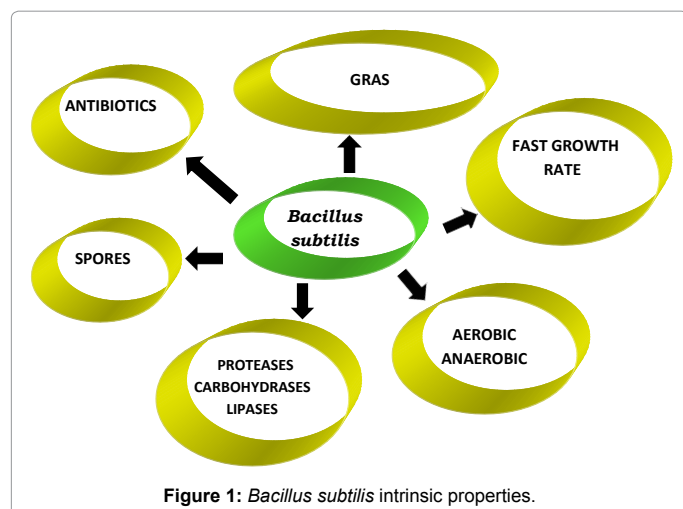 GRAS
ANTIBIOTICS
FAST GROWTH
RATE
Bacillus
subtilis
SPORES
AEROBIC
ANAEROBIC
PROTEASES
CARBOHYDRASES
LIPASES
Figure 1: Bacillus subtilis intrinsic properties.